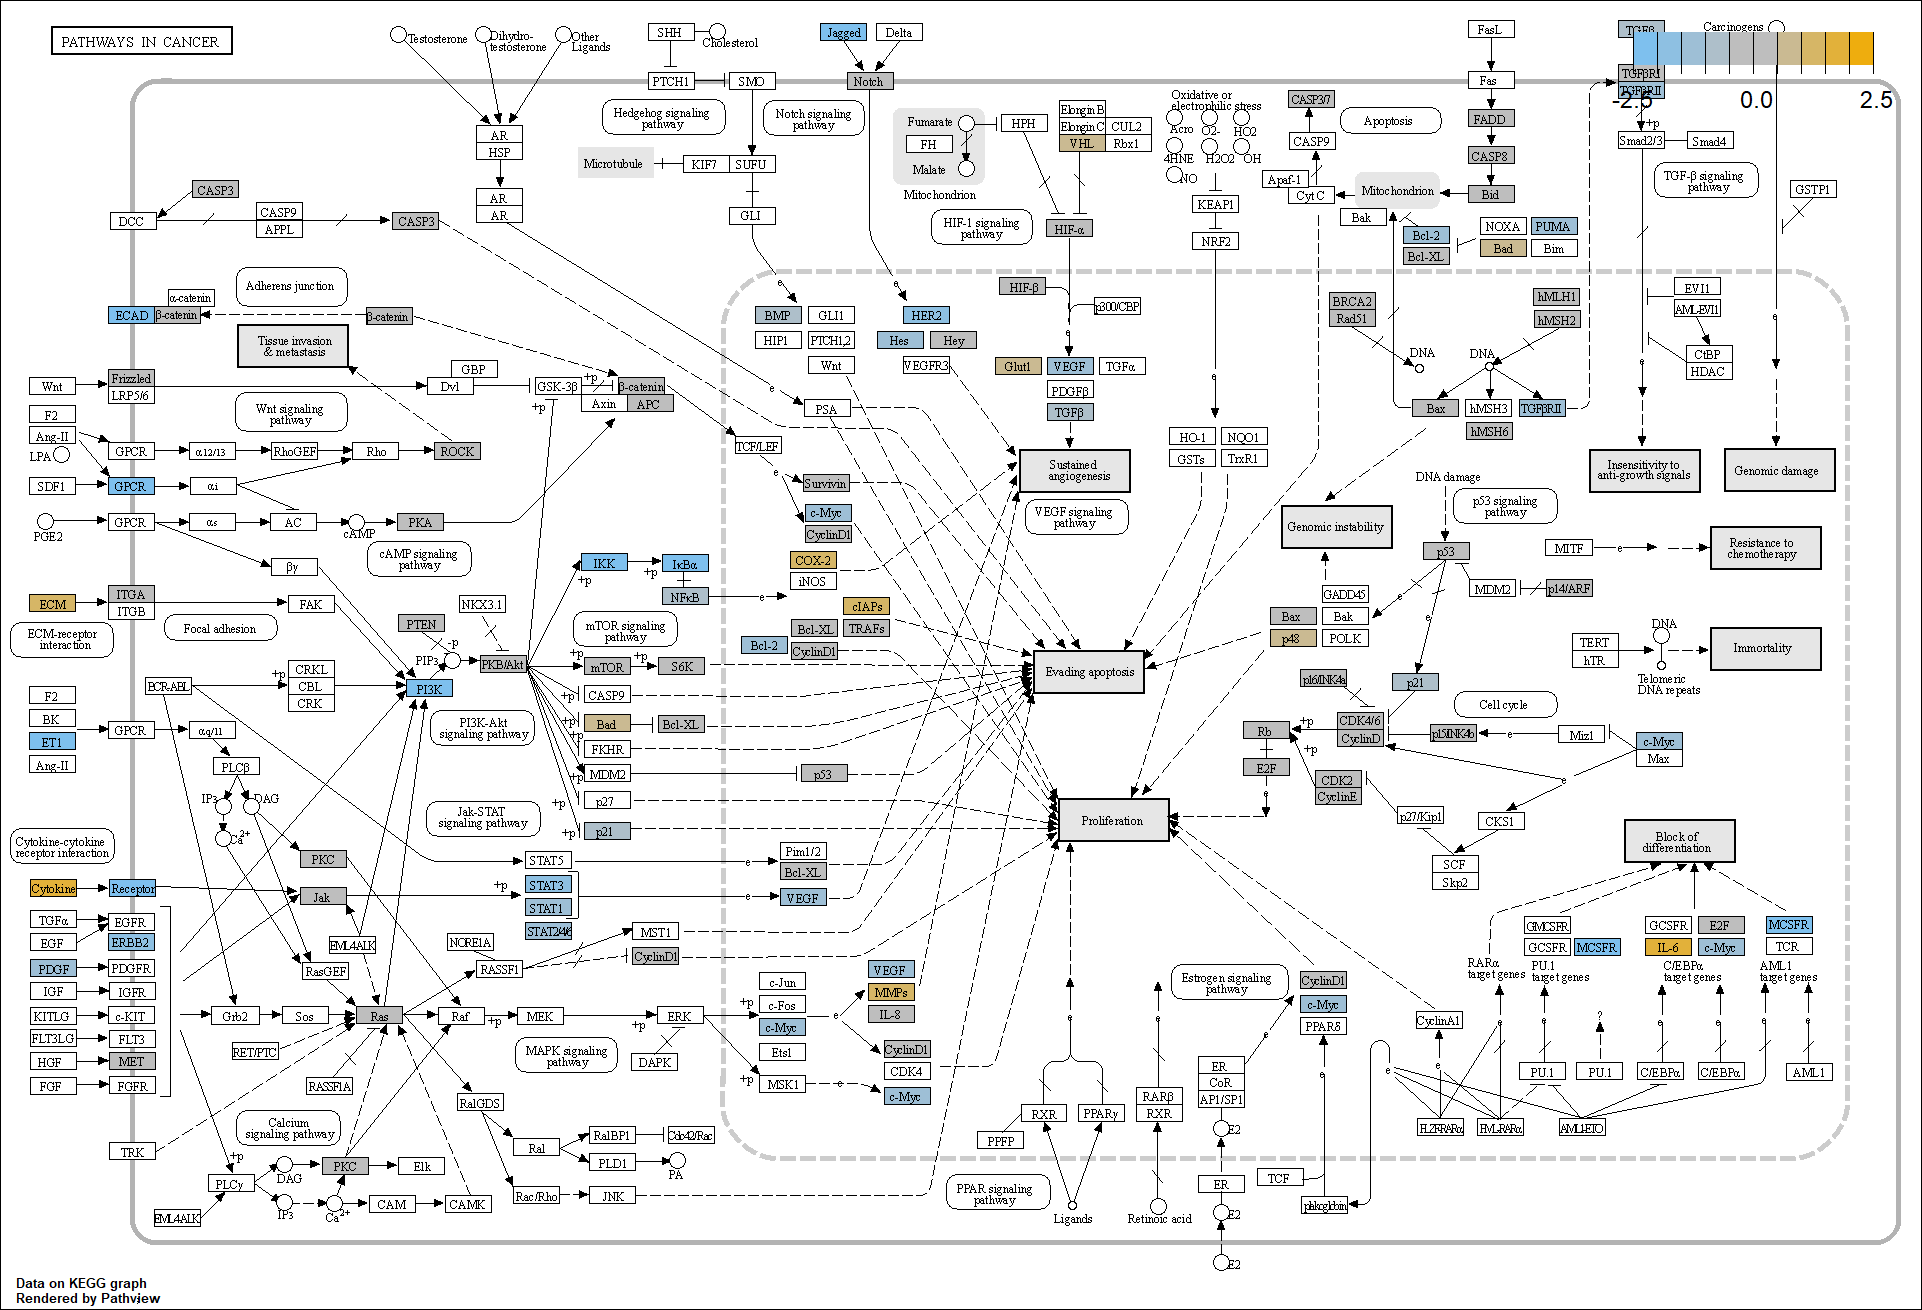 PATHWAYS IN CANCER
Testosterone
Dihydro-
testosterone
Other
Ligands
SHH
Cholesterol
PTCH1
SMO
Hedgehog signaling
pathway
Microtubule
KIF7
SUFU
GLI
Jagged
Delta
Notch
Notch signaling
pathway
Fumarate
FH
Malate
Mitochondrion
HPH
Elongin B
Elongin C
CUL2
VHL
Rbx1
HIF-1 signaling
pathway
HIF-α
Oxidative or
electrophilic stress
Acro
O2-
HO2
4HNE
H2O2
OH
NO
KEAP1
NRF2
CASP3/7
CASP9
Apaf-1
Cyt C
Apoptosis
Mitochondrion
Bak
Bcl-2
Bcl-XL
FasL
Fas
FADD
CASP8
Bid
NOXA
PUMA
Bad
Bim
TGFβ
TGFβRI
TGFβRII
Carcinogens
-2.5
0.0
2.5
+p
Smad2/3
Smad4
TGF-β signaling
pathway
GSTP1
AR
HSP
AR
AR
CASP3
DCC
CASP9
APPL
CASP3
Adherens junction
α-catenin
ECAD
β-catenin
β-catenin
Tissue invasion
& metastasis
Wnt
Frizzled
LRP5/6
Dvl
GBP
GSK-3β
+p
β-catenin
Axin
APC
+p
Wnt signaling
pathway
F2
Ang-II
LPA
GPCR
α12/13
RhoGEF
Rho
ROCK
SDF1
GPCR
αi
PGE2
GPCR
αs
AC
cAMP
PKA
cAMP signaling
pathway
βγ
ECM
ITGA
ITGB
FAK
ECM-receptor
interaction
Focal adhesion
PTEN
PIP3
-p
NKX3.1
PKB/Akt
PI3K
PI3K-Akt
signaling pathway
BCR-ABL
+p
CRKL
CBL
CRK
F2
BK
ET1
Ang-II
GPCR
αq/11
PLCβ
IP3
DAG
Ca2+
PKC
Cytokine-cytokine
receptor interaction
Cytokine
Receptor
Jak
Jak-STAT
signaling pathway
+p
STAT5
STAT3
STAT1
STAT2/4/6
TGFα
EGF
EGFR
ERBB2
PDGF
PDGFR
IGF
IGFR
KITLG
c-KIT
FLT3LG
FLT3
HGF
MET
FGF
FGFR
TRK
EML4-ALK
RasGEF
Grb2
Sos
Ras
Raf
+p
MEK
+p
ERK
DAPK
RET/PTC
RASSF1A
NORE1A
RASSF1
MST1
CyclinD1
MAPK signaling
pathway
RalGDS
Ral
RalBP1
Cdc42/Rac
PLD1
PA
Rac/Rho
JNK
Calcium
signaling pathway
+p
PLCγ
EML4-ALK
DAG
IP3
PKC
Elk
Ca2+
CAM
CAMK
IKK
+p
IκBα
+p
NFκB
e
mTOR signaling
pathway
+p
mTOR
+p
S6K
+p
CASP9
+p
Bad
Bcl-XL
+p
FKHR
+p
MDM2
p53
+p
p27
+p
p21
e
BMP
GLI1
HIP1
PTCH1,2
Wnt
e
HER2
Hes
Hey
VEGFR3
HIF-β
p300/CBP
e
Glut1
VEGF
TGFα
PDGFβ
TGFβ
e
PSA
TCF/LEF
e
Survivin
c-Myc
CyclinD1
COX-2
iNOS
cIAPs
Bcl-XL
TRAFs
Bcl-2
CyclinD1
Sustained
angiogenesis
VEGF signaling
pathway
e
HO-1
NQO1
GSTs
TrxR1
Evading apoptosis
Proliferation
e
Pim1/2
Bcl-XL
e
VEGF
+p
c-Jun
c-Fos
c-Myc
Ets1
e
VEGF
MMPs
IL-8
e
CyclinD1
CDK4
+p
MSK1
e
c-Myc
e
RXR
PPARγ
PPFP
PPAR signaling
pathway
Ligands
e
RARβ
RXR
Retinoic acid
Estrogen signaling
pathway
e
ER
CoR
AP1/SP1
E2
ER
E2
E2
CyclinD1
c-Myc
PPARδ
e
TCF
plakoglobin
BRCA2
Rad51
hMLH1
hMSH2
DNA
DNA
Bax
hMSH3
TGFβRII
hMSH6
EVI1
AML-EVI1
CtBP
HDAC
e
e
Insensitivity to
anti-growth signals
Genomic damage
DNA damage
p53 signaling
pathway
Genomic instability
p53
MDM2
p14/ARF
MITF
e
Resistance to
chemotherapy
GADD45
Bax
Bak
p48
POLK
e
e
p21
TERT
hTR
DNA
Telomeric
DNA repeats
Immortality
p16/INK4a
Cell cycle
Rb
+p
CDK4/6
CyclinD
p15/INK4b
e
Miz1
c-Myc
Max
E2F
+p
CDK2
CyclinE
e
p27/Kip1
e
CKS1
SCF
Skp2
Block of
differentiation
GMCSFR
GCSFR
MCSFR
GCSFR
E2F
IL-6
c-Myc
MCSFR
TCR
RARα
target genes
PU.1
target genes
C/EBPα
target genes
AML1
target genes
CyclinA1
e
e
e
e
?
e
e
e
PU.1
PU.1
C/EBPα
C/EBPα
AML1
PLZF-RARα
PML-RARα
AML1-ETO
Data on KEGG graph
Rendered by Pathview